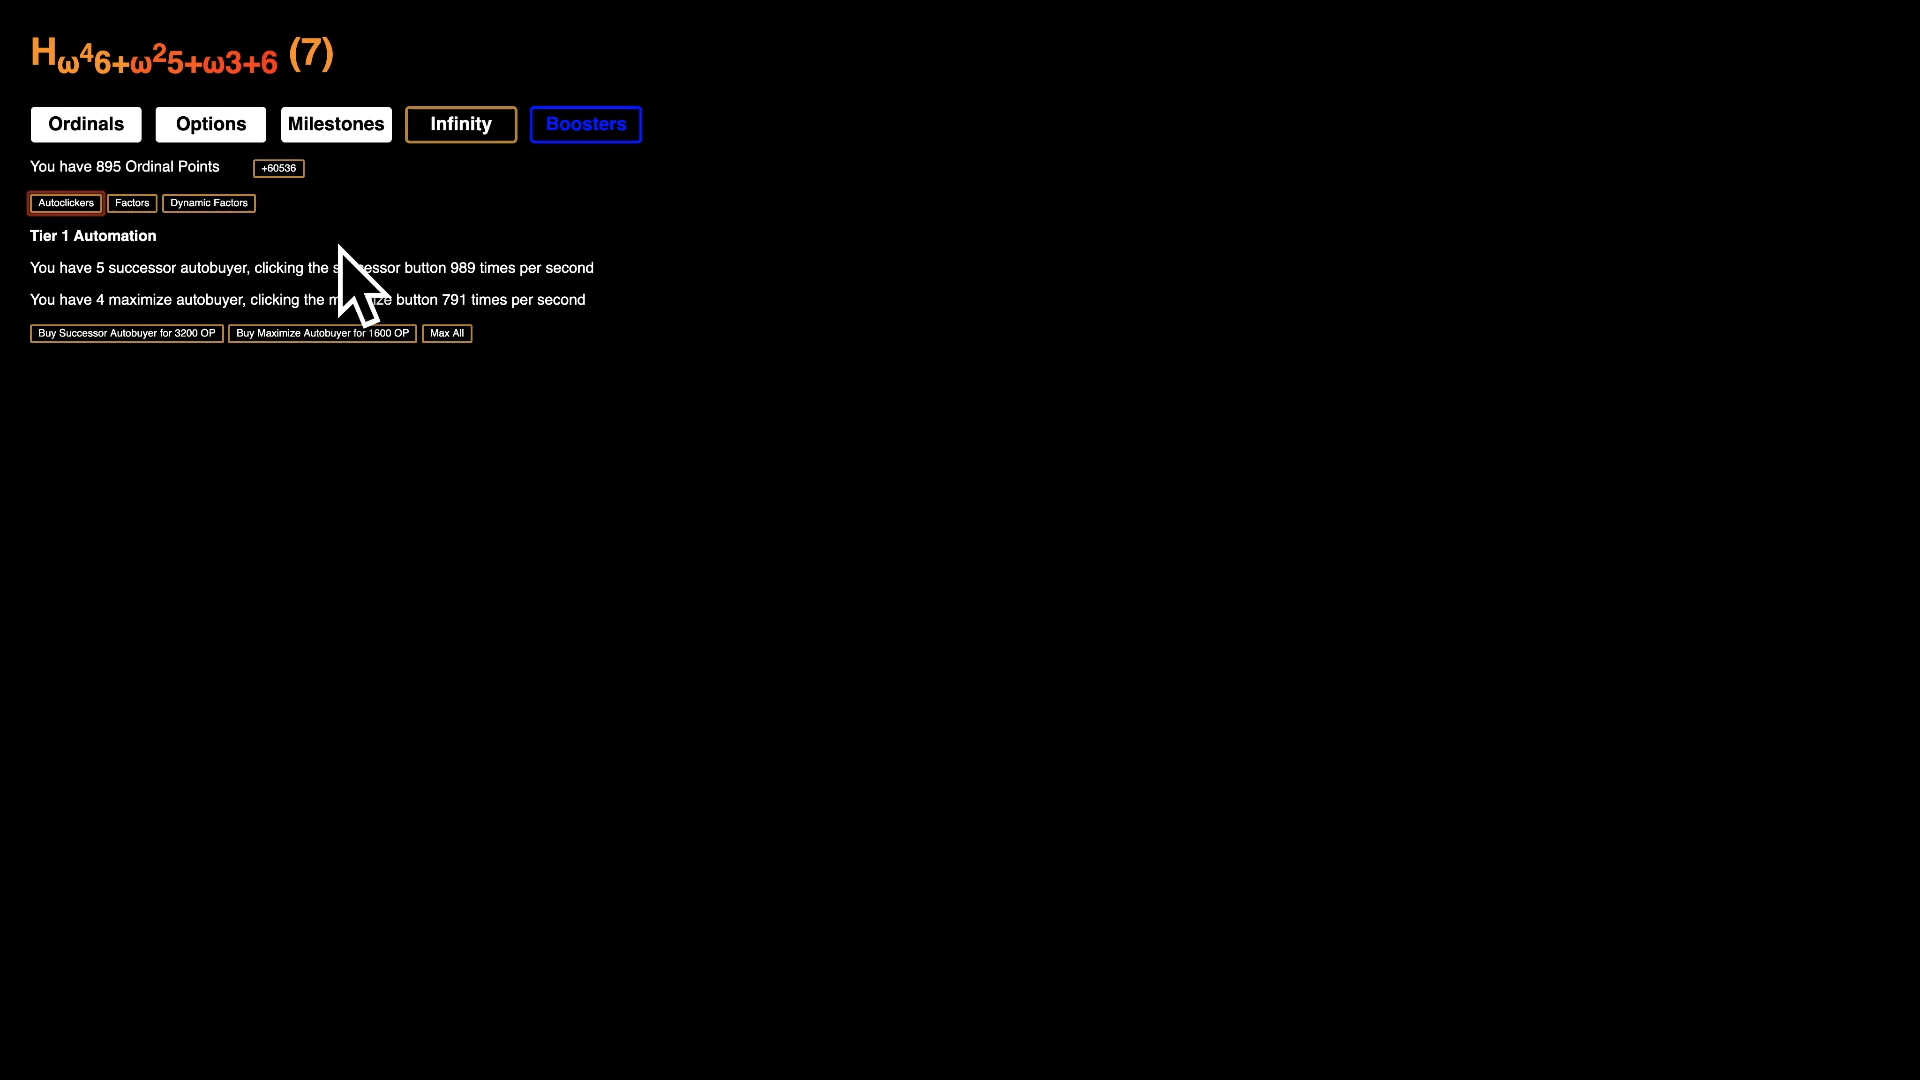 Hω⁴6+ω²5+ω3+6 (7)
Ordinals Options Milestones Infinity Boosters
You have 895 Ordinal Points +60536
Autoclickers Factors Dynamic Factors
Tier 1 Automation
You have 5 successor autobuyer, clicking the successor button 989 times per second
You have 4 maximize autobuyer, clicking the maximize button 791 times per second
Buy Successor Autobuyer for 3200 OP Buy Maximize Autobuyer for 1600 OP Max All